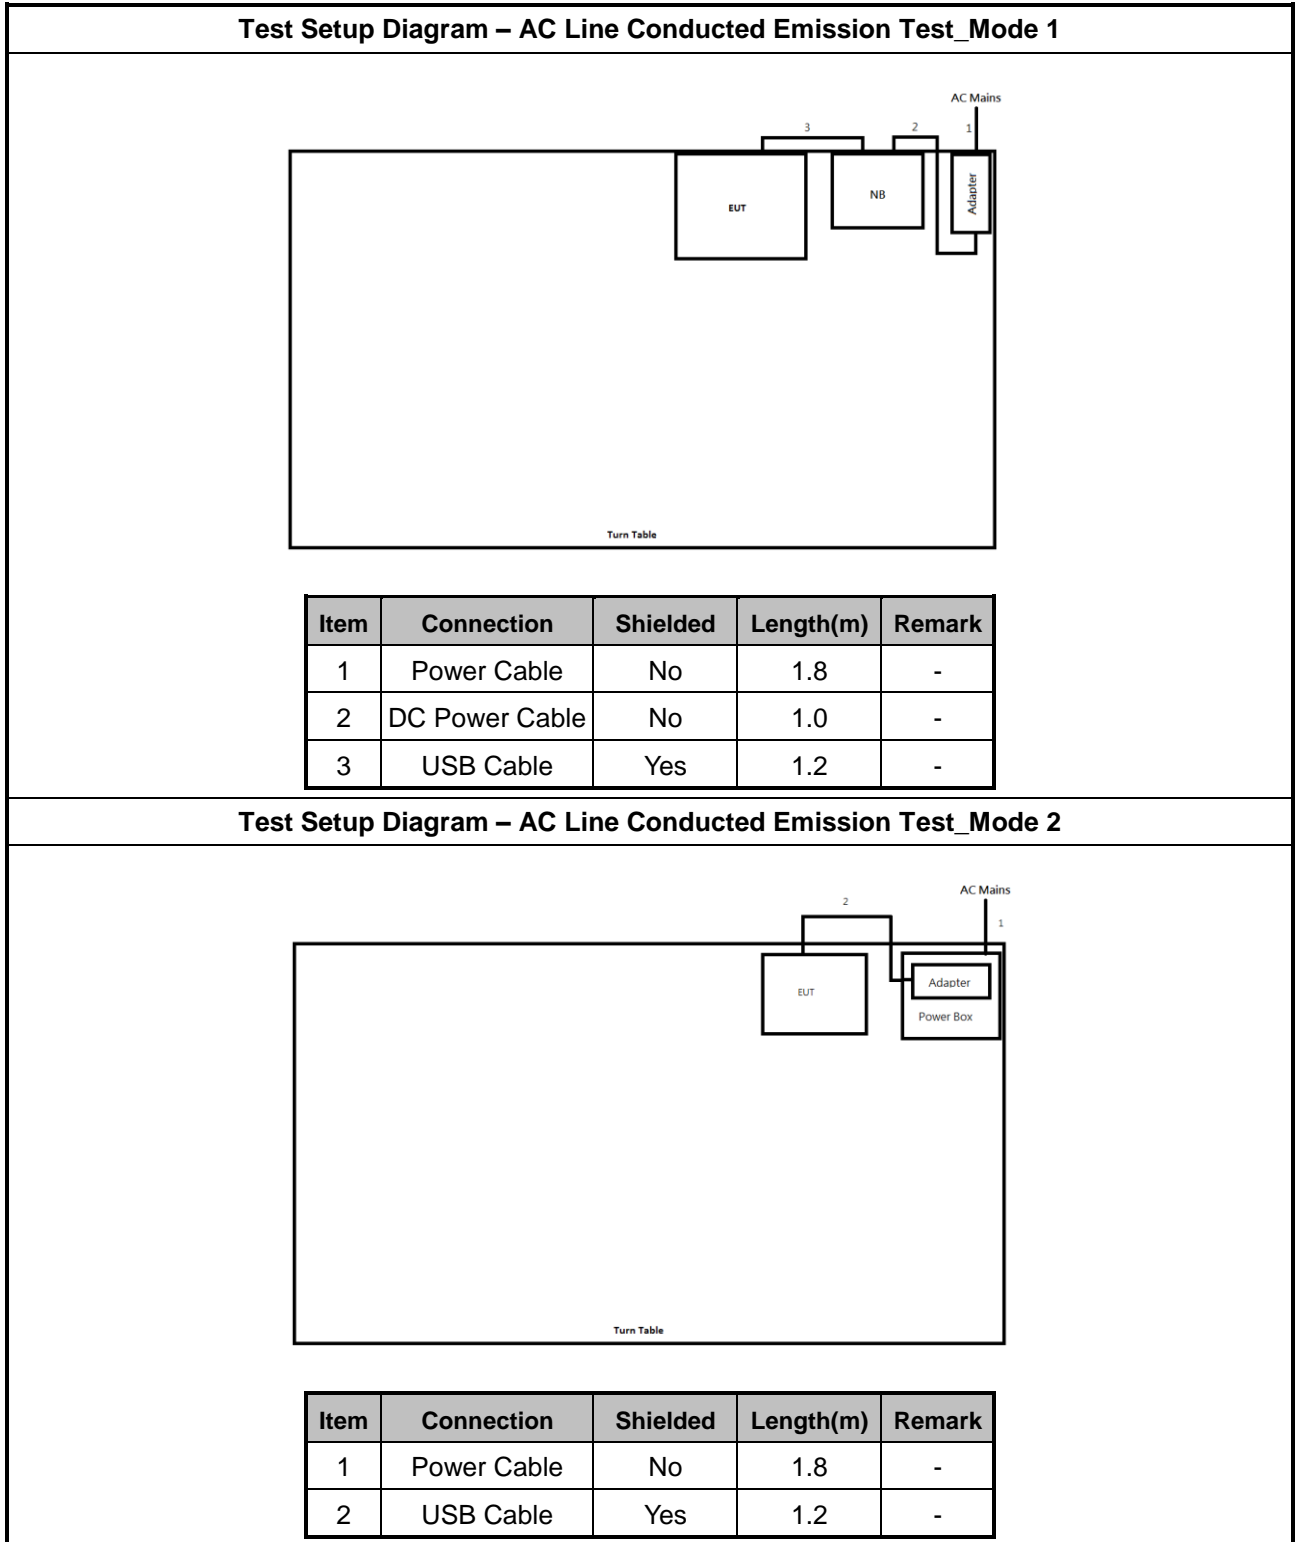 Test Setup Diagram – AC Line Conducted Emission Test_Mode 1
AC Mains
3 2 1
EUT NB Adapter
Turn Table
Item Connection Shielded Length(m) Remark
1 Power Cable No 1.8 -
2 DC Power Cable No 1.0 -
3 USB Cable Yes 1.2 -
Test Setup Diagram – AC Line Conducted Emission Test_Mode 2
AC Mains
2 1
EUT Adapter
Power Box
Turn Table
Item Connection Shielded Length(m) Remark
1 Power Cable No 1.8 -
2 USB Cable Yes 1.2 -